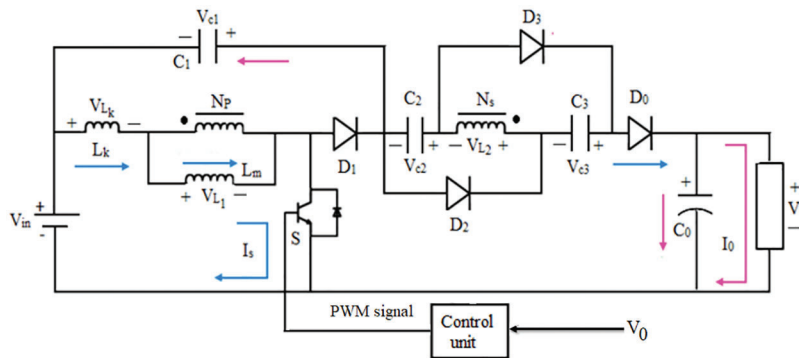 Vc1
− +
C1
D3
VLk
+ −
Lk
NP
Lm
+ VL1 −
D1
C2
− +
Vc2
Ns
− VL2 +
C3
− +
Vc3
D0
D2
Vin
+
-
Is
S
+
C0
I0
+
V
−
PWM signal
Control
unit
V0